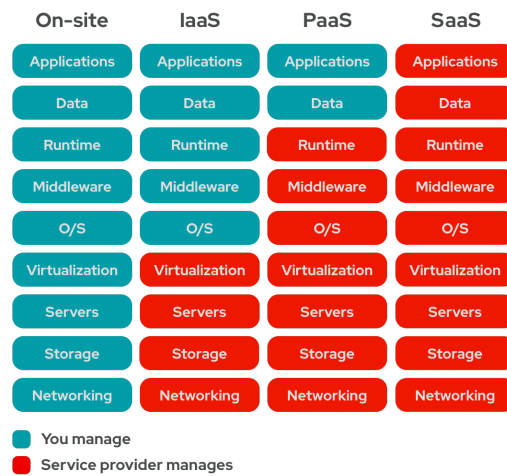 On-site IaaS PaaS SaaS
Applications Applications Applications Applications
Data Data Data Data
Runtime Runtime Runtime Runtime
Middleware Middleware Middleware Middleware
O/S O/S O/S O/S
Virtualization Virtualization Virtualization Virtualization
Servers Servers Servers Servers
Storage Storage Storage Storage
Networking Networking Networking Networking
You manage
Service provider manages